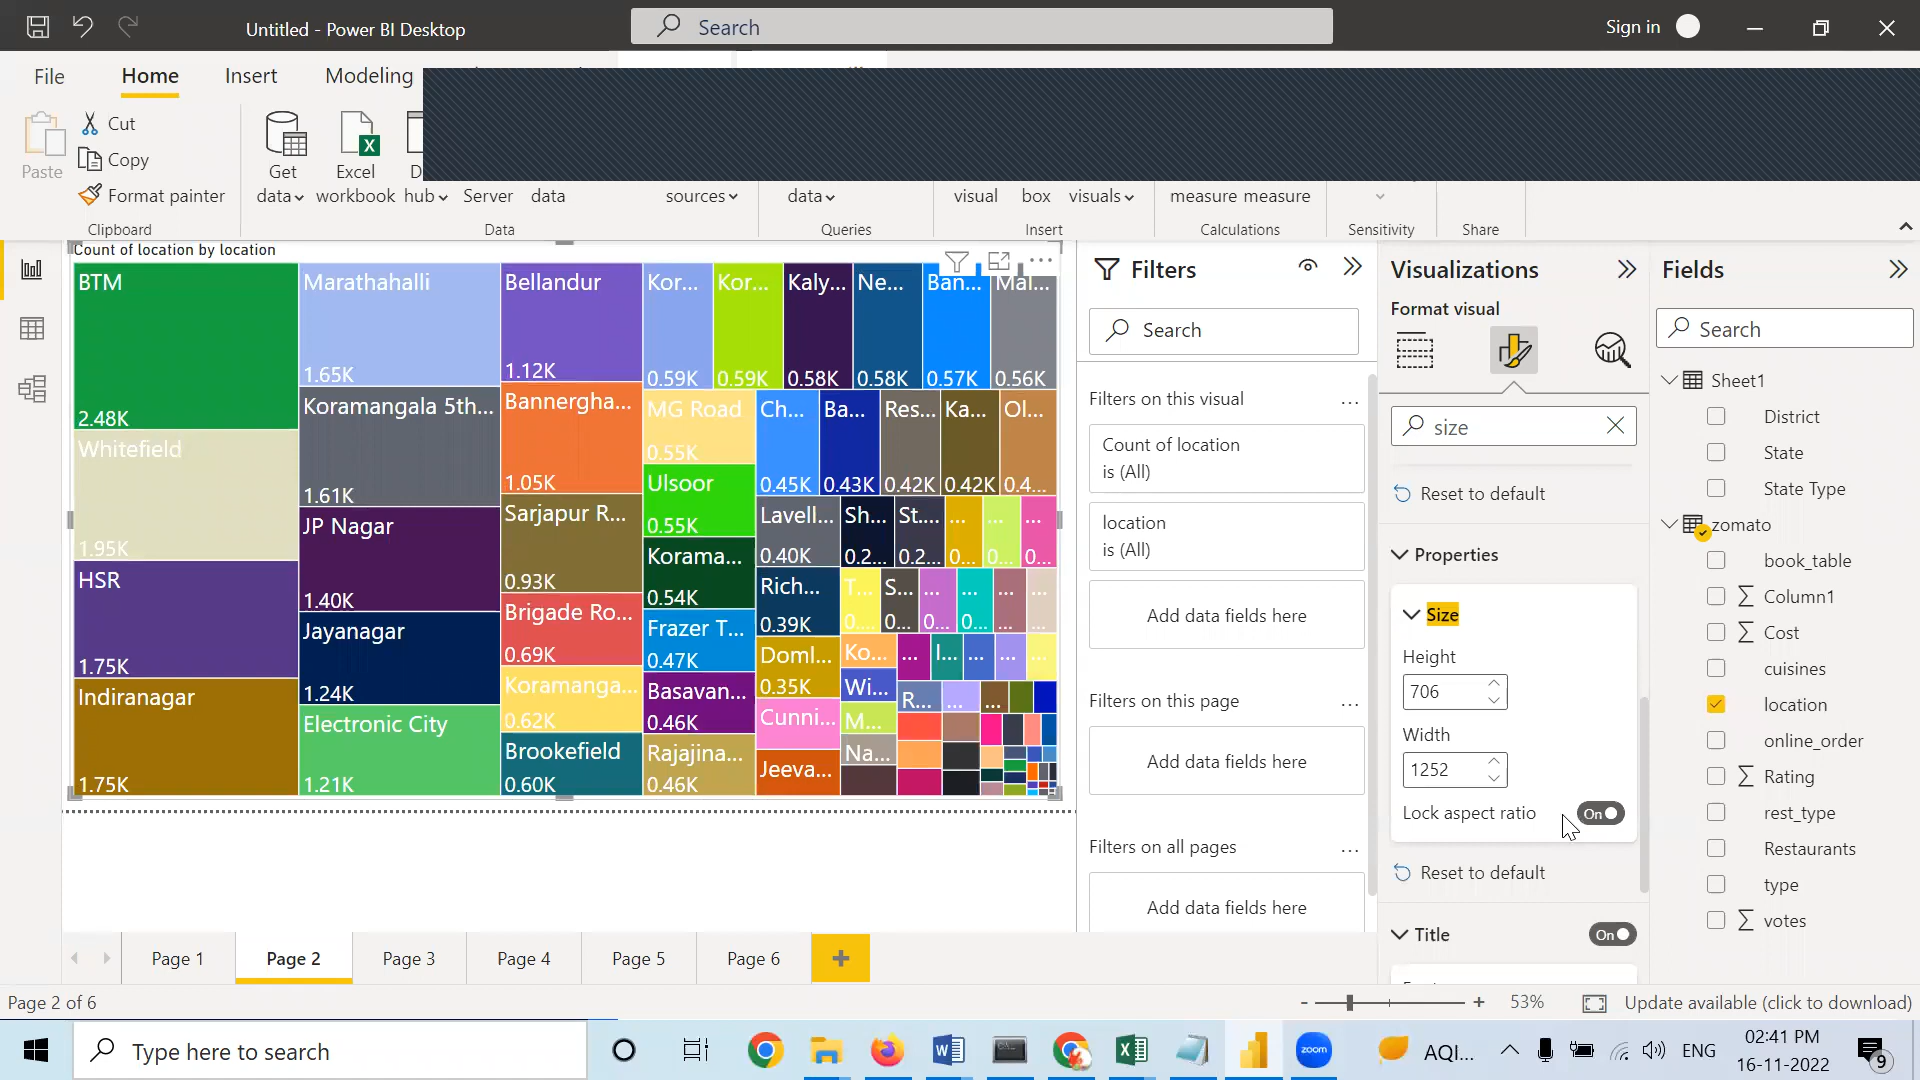 Untitled - Power BI Desktop
Search
Sign in
File
Home
Insert
Modeling
Paste
Cut
Copy
Format painter
Clipboard
Get
data
Excel
workbook
hub
Server
data
Data
sources
data
Queries
visual
box
visuals
Insert
measure measure
Calculations
Sensitivity
Share
Count of location by location
BTM
2.48K
Whitefield
1.95K
HSR
1.75K
Indiranagar
1.75K
Marathahalli
1.65K
Koramangala 5th...
1.61K
JP Nagar
1.40K
Jayanagar
1.24K
Electronic City
1.21K
Bellandur
1.12K
Bannergha...
1.05K
Sarjapur R...
0.93K
Brigade Ro...
0.69K
Koramanga...
0.62K
Brookefield
0.60K
Kor...
0.59K
Kor...
0.59K
Kaly...
0.58K
Ne...
0.58K
Ban...
0.57K
Mal...
0.56K
MG Road
0.55K
Ulsoor
0.55K
Korama...
0.54K
Frazer T...
0.47K
Basavan...
0.46K
Rajajina...
0.46K
Ch...
0.45K
Ba...
0.43K
Res...
0.42K
Ka...
0.42K
Ol...
0.4...
Lavell...
0.40K
Rich...
0.39K
Doml...
0.35K
Cunni...
Jeeva...
Sh...
0.2...
St....
0.2...
...
0...
...
0...
...
0...
T...
0...
S...
0...
...
0...
...
0...
...
...
...
...
Ko...
Wi...
M...
Na...
...
I...
...
...
...
R...
...
...
Filters
Search
Filters on this visual
...
Count of location
is (All)
location
is (All)
Add data fields here
Filters on this page
...
Add data fields here
Filters on all pages
...
Add data fields here
Visualizations
Format visual
size
Reset to default
Properties
Size
Height
706
Width
1252
Lock aspect ratio
On
Reset to default
Title
On
Fields
Search
Sheet1
District
State
State Type
zomato
book_table
Column1
Cost
cuisines
location
online_order
Rating
rest_type
Restaurants
type
votes
Page 1
Page 2
Page 3
Page 4
Page 5
Page 6
+
Page 2 of 6
- + 53%
Update available (click to download)
Type here to search
zoom
AQI...
ENG
02:41 PM
16-11-2022
9